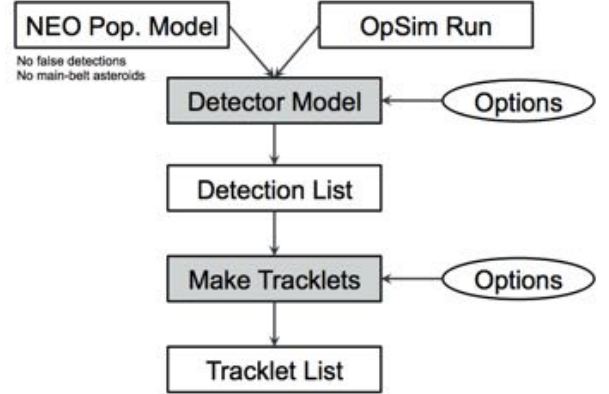 NEO Pop. Model
OpSim Run
No false detections
No main-belt asteroids
Detector Model
Options
Detection List
Make Tracklets
Options
Tracklet List